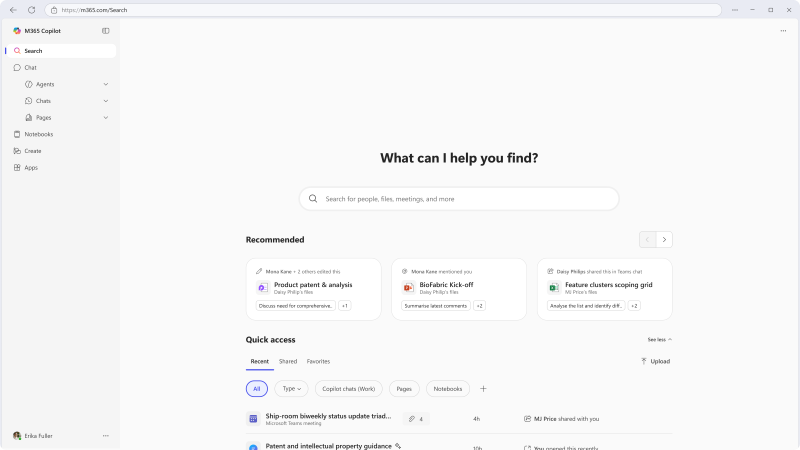 https://m365.com/Search
M365 Copilot
Search
Chat
Agents
Chats
Pages
Notebooks
Create
Apps
Erika Fuller
What can I help you find?
Search for people, files, meetings, and more
Recommended
Mona Kane + 2 others edited this
Product patent & analysis
Daisy Philip's files
Discuss need for comprehensive..
+1
Mona Kane mentioned you
BioFabric Kick-off
Daisy Philip's files
Summarise latest comments
+2
Daisy Philips shared this in Teams chat
Feature clusters scoping grid
MJ Price's files
Analyse the list and identify diff..
+2
Quick access
See less
Recent
Shared
Favorites
Upload
All
Type
Copilot chats (Work)
Pages
Notebooks
Ship-room biweekly status update triad...
Microsoft Teams meeting
4
4h
MJ Price shared with you
Patent and intellectual property guidance
10h
You opened this recently